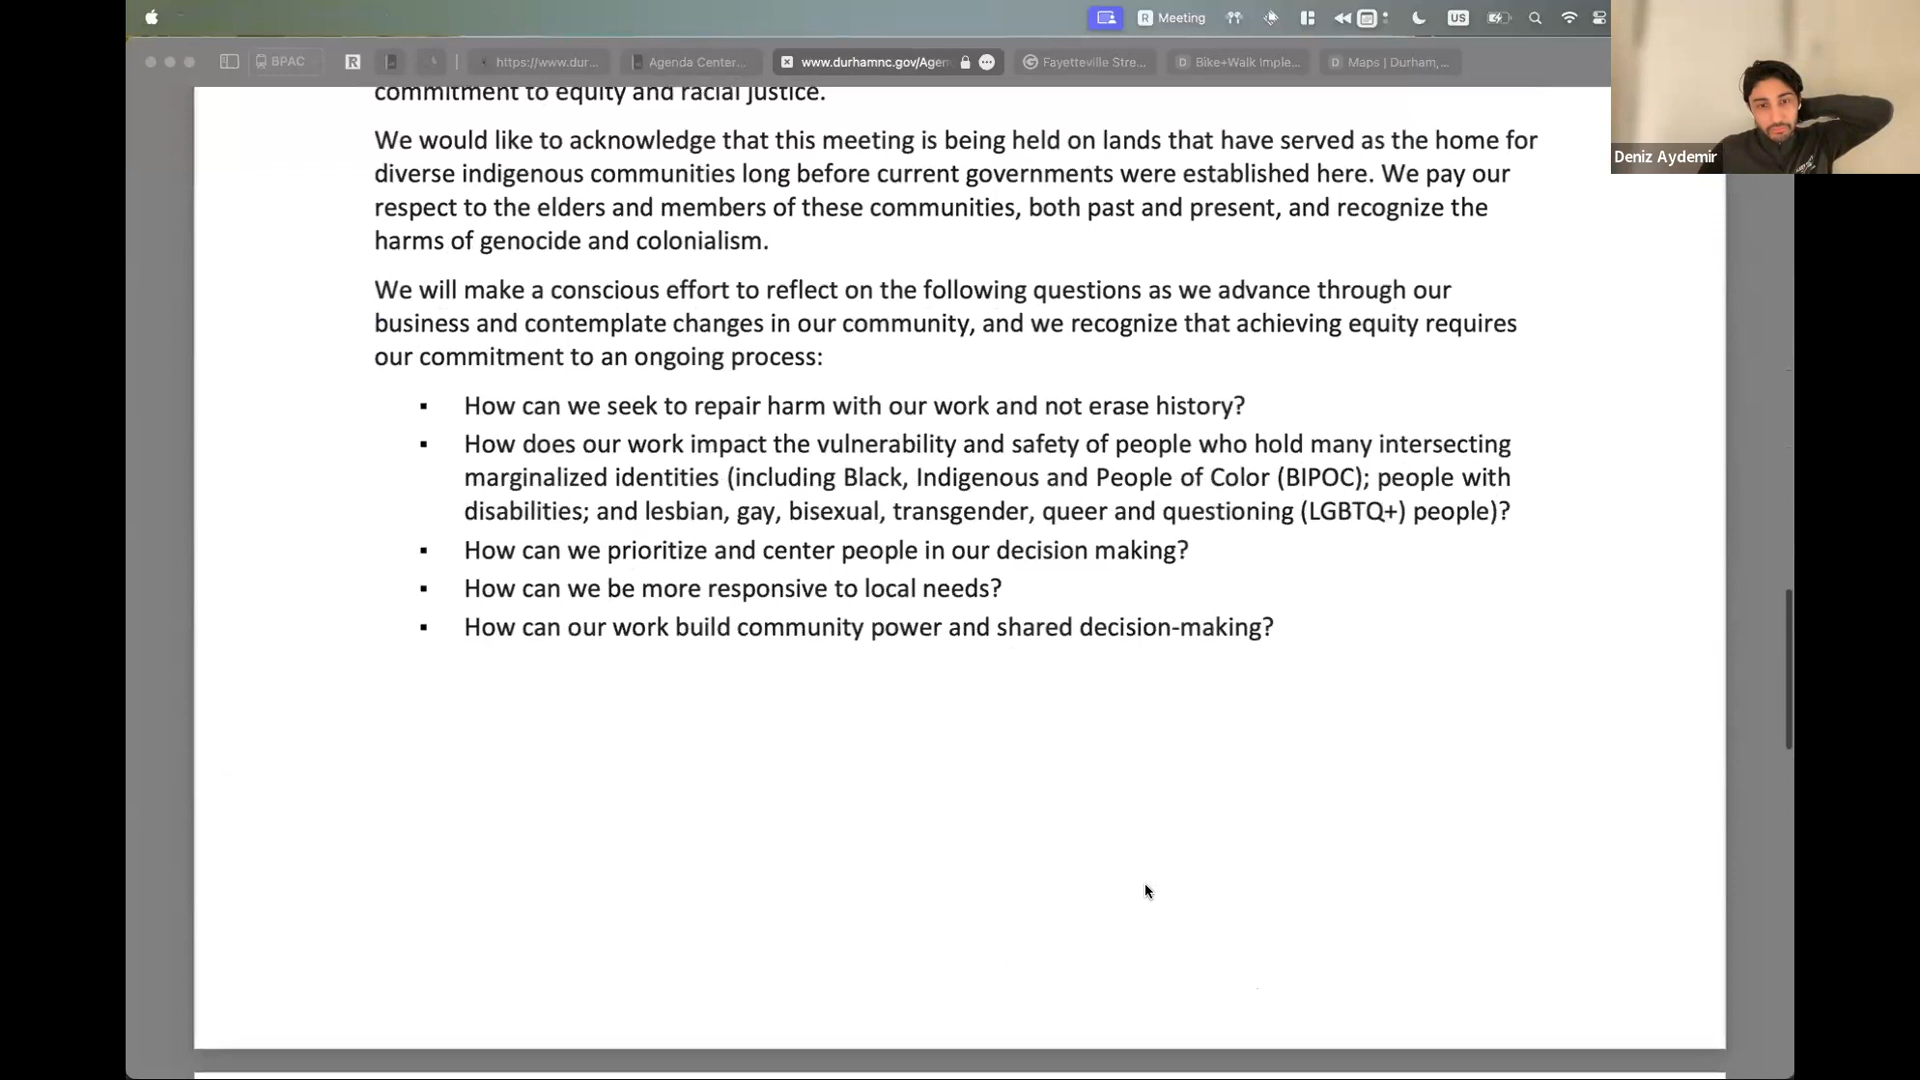 Meeting
US
BPAC
https://www.dur...
Agenda Center...
www.durhamnc.gov/Agen
Fayetteville Stre...
Bike+Walk Imple...
Maps | Durham,...
commitment to equity and racial justice.
We would like to acknowledge that this meeting is being held on lands that have served as the home for
diverse indigenous communities long before current governments were established here. We pay our
respect to the elders and members of these communities, both past and present, and recognize the
harms of genocide and colonialism.
We will make a conscious effort to reflect on the following questions as we advance through our
business and contemplate changes in our community, and we recognize that achieving equity requires
our commitment to an ongoing process:
▪ How can we seek to repair harm with our work and not erase history?
▪ How does our work impact the vulnerability and safety of people who hold many intersecting
marginalized identities (including Black, Indigenous and People of Color (BIPOC); people with
disabilities; and lesbian, gay, bisexual, transgender, queer and questioning (LGBTQ+) people)?
▪ How can we prioritize and center people in our decision making?
▪ How can we be more responsive to local needs?
▪ How can our work build community power and shared decision-making?
Deniz Aydemir